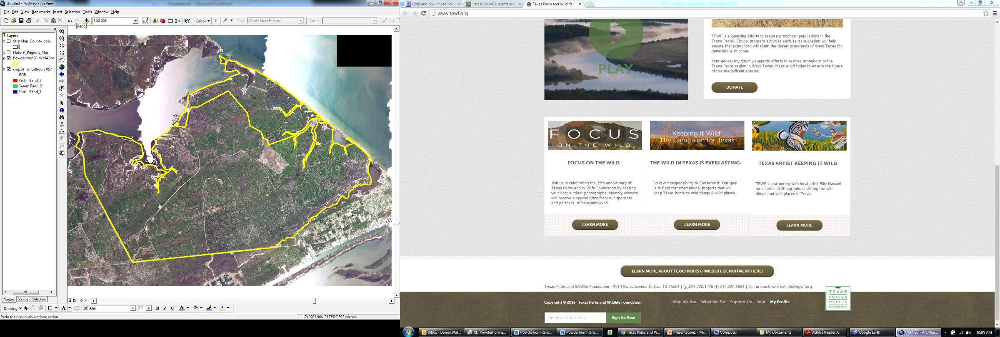 Untitled - ArcMap - ArcView
File Edit View Bookmarks Insert Selection Tools Window Help
1:53,359
Editor
Task: Create New Feature
Target:
Redo
Layers
StratMap_County_poly
Natural_Regions_Maj
PowderhornSP-WMABnd
naip14_nc_calhoun_057_
RGB
Red: Band_1
Green: Band_2
Blue: Band_3
Display Source Selection
Drawing
A
Arial
10
B I U A
Redo the previously undone action
740203.964 3157527.893 Meters
High and dry - meaning a
Latest NAWCA grants awa
Texas Parks and Wildlife F
www.tpwf.org
PLAY
TPWF is supporting efforts to restore pronghorn populations in the
Trans-Pecos. Critical program activities such as translocation will help
ensure that pronghorn will roam the desert grasslands of West Texas for
generations to come.
Your generosity directly supports efforts to restore pronghorn to the
Trans-Pecos region in West Texas. Make a gift today to ensure the future
of this magnificent species.
DONATE
FOCUS
ON THE WILD
FOCUS ON THE WILD
Join us in celebrating the 25th anniversary of
Texas Parks and Wildlife Foundation by sharing
your best outdoor photographs! Monthly winners
will receive a special prize from our sponsors
and partners. #FocusontheWild
LEARN MORE
Keeping It Wild:
The Campaign for Texas
THE WILD IN TEXAS IS EVERLASTING.
So is our responsibility to Conserve it. Our goal
is to fund transformational projects that will
keep Texas home to wild things & wild places.
LEARN MORE
TEXAS ARTIST KEEPING IT WILD
TPWF is partnering with local artist Billy Hassell
on a series of lithographs depicting the wild
things and wild places in Texas.
LEARN MORE
LEARN MORE ABOUT TEXAS PARKS & WILDLIFE DEPARTMENT HERE!
Texas Parks and Wildlife Foundation | 2914 Swiss Avenue Dallas, TX 75204 | (p)214.720.1478 (f) 214.720.3864 | Get in touch with us! info@tpwf.org
TEXAS
PARKS &
WILDLIFE
FOUNDATION
Copyright © 2016 · Texas Parks and Wildlife Foundation
Who We Are What We Do Support Us Join My Profile
Receive Our Emails
Sign Up Now
Inbox - Daniel.Wal...
RE: Powderhorn q...
Powderhorn Ranc...
Powderhorn Ranc...
Texas Parks and W...
Presentation1 - Mi...
Computer
My Documents
Adobe Reader XI
Google Earth
Untitled - ArcMap...
10:05 AM